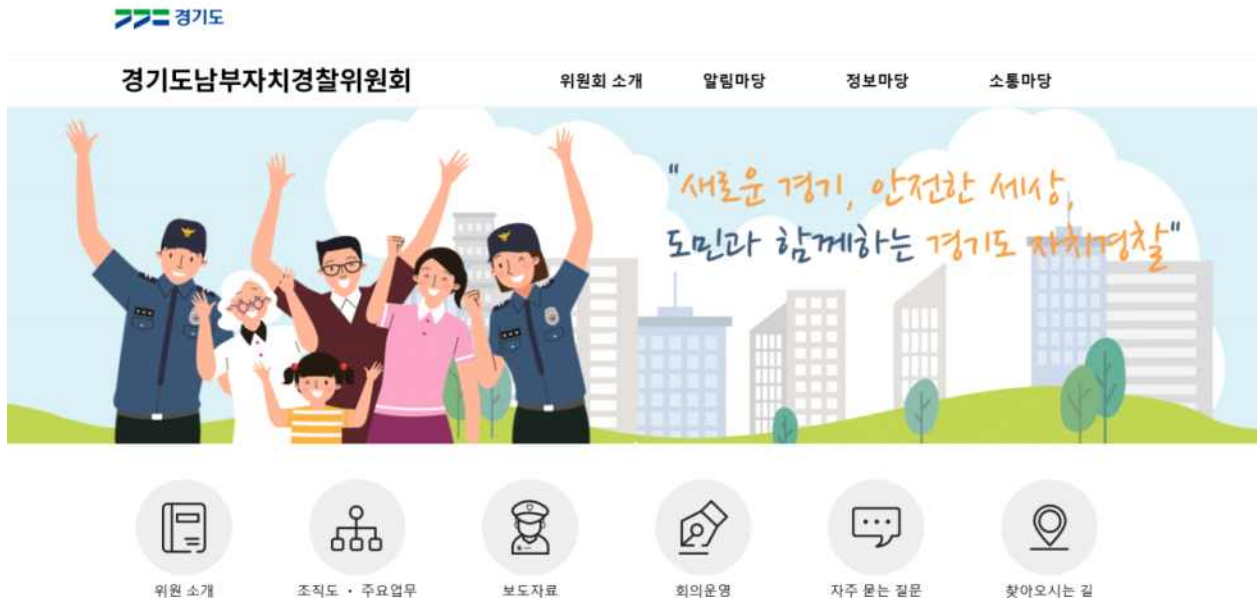 경기도
경기도남부자치경찰위원회
위원회 소개 알림마당 정보마당 소통마당
"새로운 경기, 안전한 세상,
도민과 함께하는 경기도 자치경찰"
위원 소개 조직도 · 주요업무 보도자료 회의운영 자주 묻는 질문 찾아오시는 길